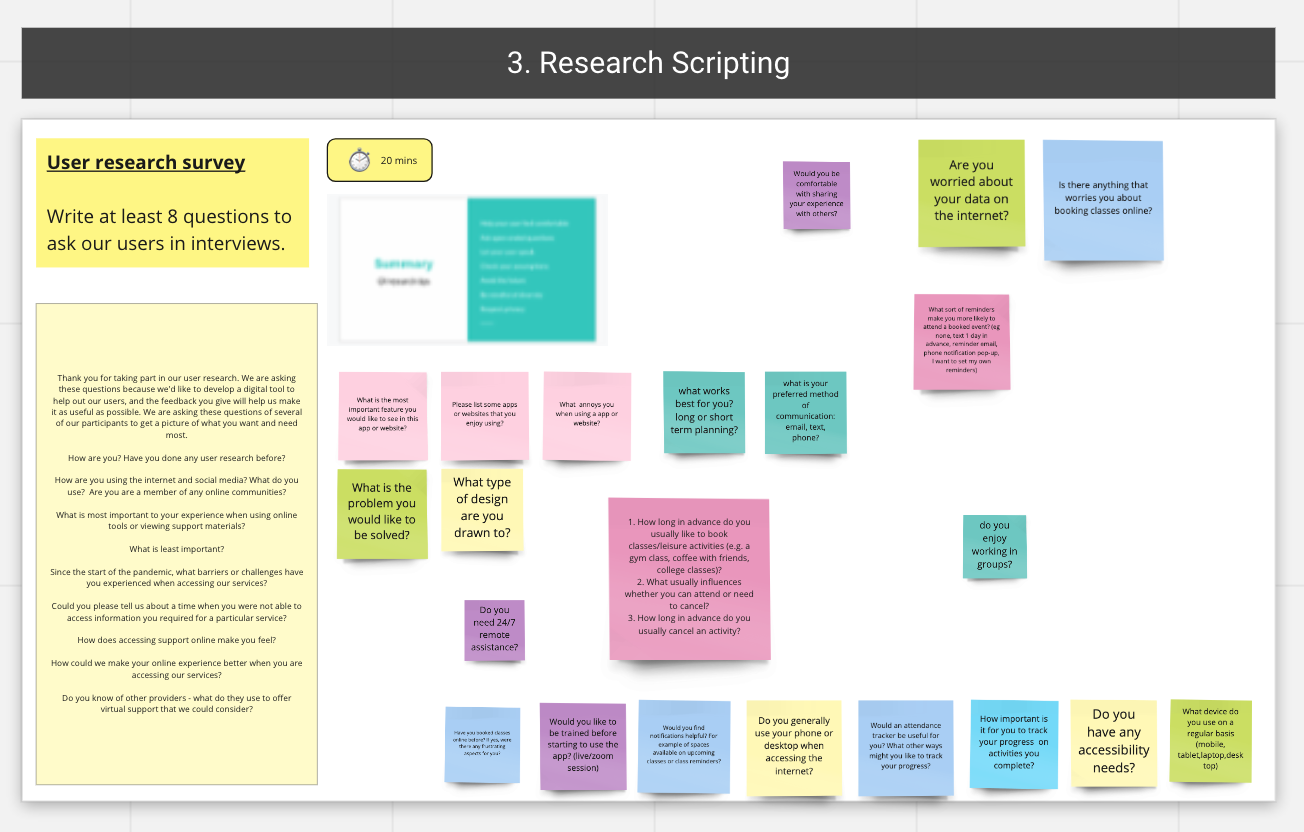 3. Research Scripting
User research survey
Write at least 8 questions to
ask our users in interviews.
20 mins
Summary
Thank you for taking part in our user research. We are asking
these questions because we'd like to develop a digital tool to
help out our users, and the feedback you give will help us make
it as useful as possible. We are asking these questions of several
of our participants to get a picture of what you want and need
most.
How are you? Have you done any user research before?
How are you using the internet and social media? What do you
use?  Are you are a member of any online communities?
What is most important to your experience when using online
tools or viewing support materials?
What is least important?
Since the start of the pandemic, what barriers or challenges have
you experienced when accessing our services?
Could you please tell us about a time when you were not able to
access information you required for a particular service?
How does accessing support online make you feel?
How could we make your online experience better when you are
accessing our services?
Do you know of other providers - what do they use to offer
virtual support that we could consider?
Would you be
comfortable
with sharing
your experience
with others?
Are you
worried about
your data on
the internet?
Is there anything that
worries you about
booking classes online?
What sort of reminders
make you more likely to
attend a booked event? (eg
none, text 1 day in
advance, reminder email,
phone notification pop-up,
I want to set my own
reminders)
What is the most
important feature you
would like to see in this
app or website?
Please list some apps
or websites that you
enjoy using?
What  annoys you
when using a app or
website?
what works
best for you?
long or short
term planning?
what is your
preferred method
of
communication:
email, text,
phone?
What is the
problem you
would like to
be solved?
What type
of design
are you
drawn to?
1. How long in advance do you
usually like to book
classes/leisure activities (e.g. a
gym class, coffee with friends,
college classes)?
2. What usually influences
whether you can attend or need
to cancel?
3. How long in advance do you
usually cancel an activity?
do you
enjoy
working in
groups?
Do you
need 24/7
remote
assistance?
Have you booked classes
online before? If yes, were
there any frustrating
aspects for you?
Would you like to
be trained before
starting to use the
app? (live/zoom
session)
Would you find
notifications helpful? For
example of spaces
available on upcoming
classes or class reminders?
Do you generally
use your phone or
desktop when
accessing the
internet?
Would an attendance
tracker be useful for
you? What other ways
might you like to track
your progress?
How important is
it for you to track
your progress  on
activities you
complete?
Do you
have any
accessibility
needs?
What device do
you use on a
regular basis
(mobile,
tablet,laptop,desk
top)